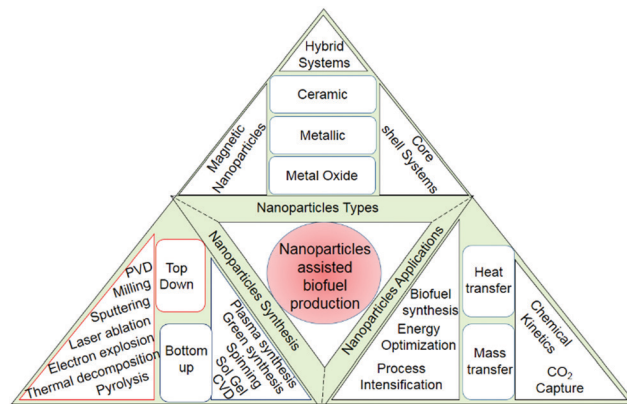 Hybrid
Systems
Ceramic
Metallic
Metal Oxide
Magnetic
Nanoparticles
Core
shell Systems
Nanoparticles Types
Nanoparticles
assisted
biofuel
production
Nanoparticles Synthesis
Nanoparticles Applications
PVD
Milling
Sputtering
Laser ablation
Electron explosion
Thermal decomposition
Pyrolysis
Top
Down
Bottom
up
Plasma synthesis
Green synthesis
Spinning
Sol Gel
CVD
Biofuel
synthesis
Energy
Optimization
Process
Intensification
Heat
transfer
Mass
transfer
Chemical
Kinetics
CO₂
Capture